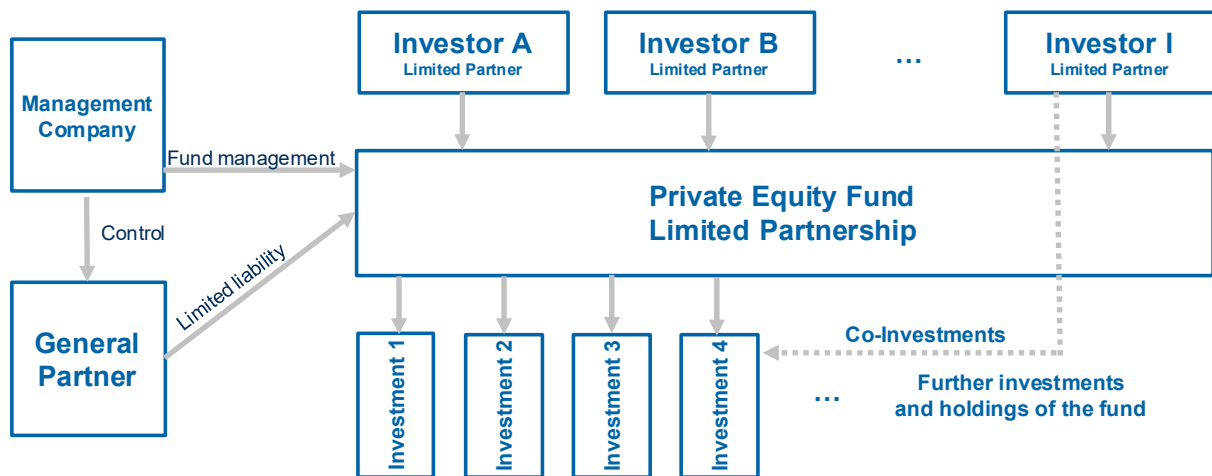 Investor A
Limited Partner
Investor B
Limited Partner
...
Investor I
Limited Partner
Management
Company
Fund management
Private Equity Fund
Limited Partnership
Control
Limited liability
General
Partner
Investment 1
Investment 2
Investment 3
Investment 4
Co-Investments
...
Further investments
and holdings of the fund